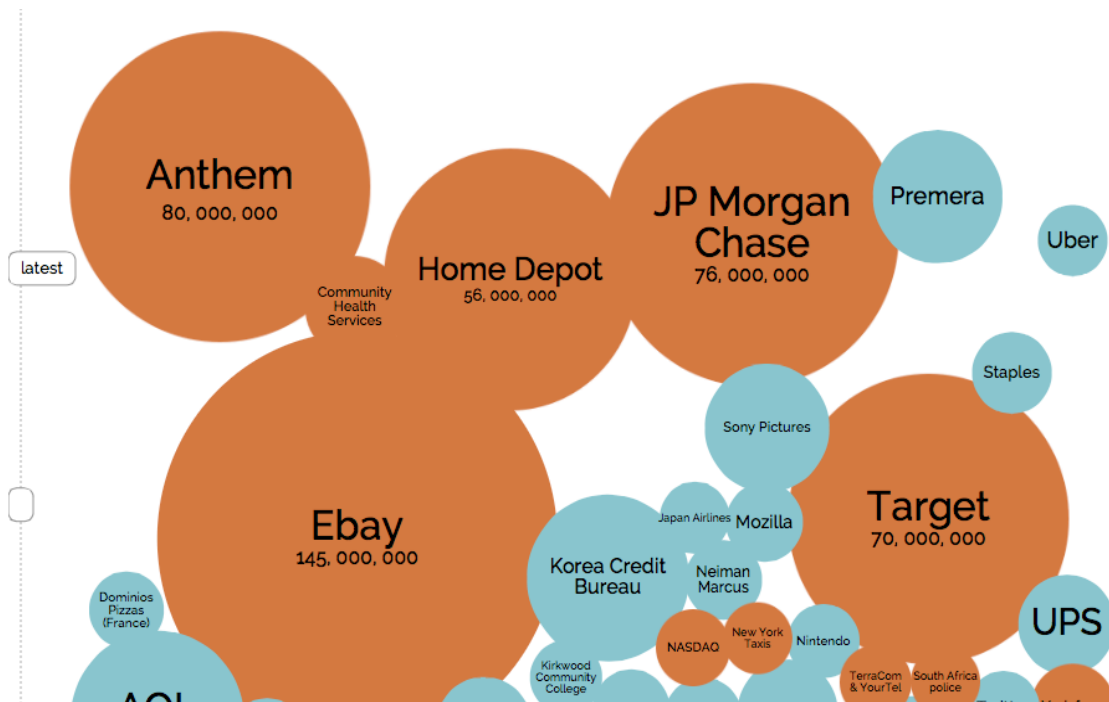 Anthem
80, 000, 000
JP Morgan
Chase
76, 000, 000
Premera
Uber
latest
Home Depot
56, 000, 000
Community
Health
Services
Staples
Sony Pictures
Ebay
145, 000, 000
Target
70, 000, 000
Japan Airlines
Mozilla
Korea Credit
Bureau
Neiman
Marcus
Dominios
Pizzas
(France)
UPS
NASDAQ
New York
Taxis
Nintendo
Kirkwood
Community
College
TerraCom
& YourTel
South Africa
police